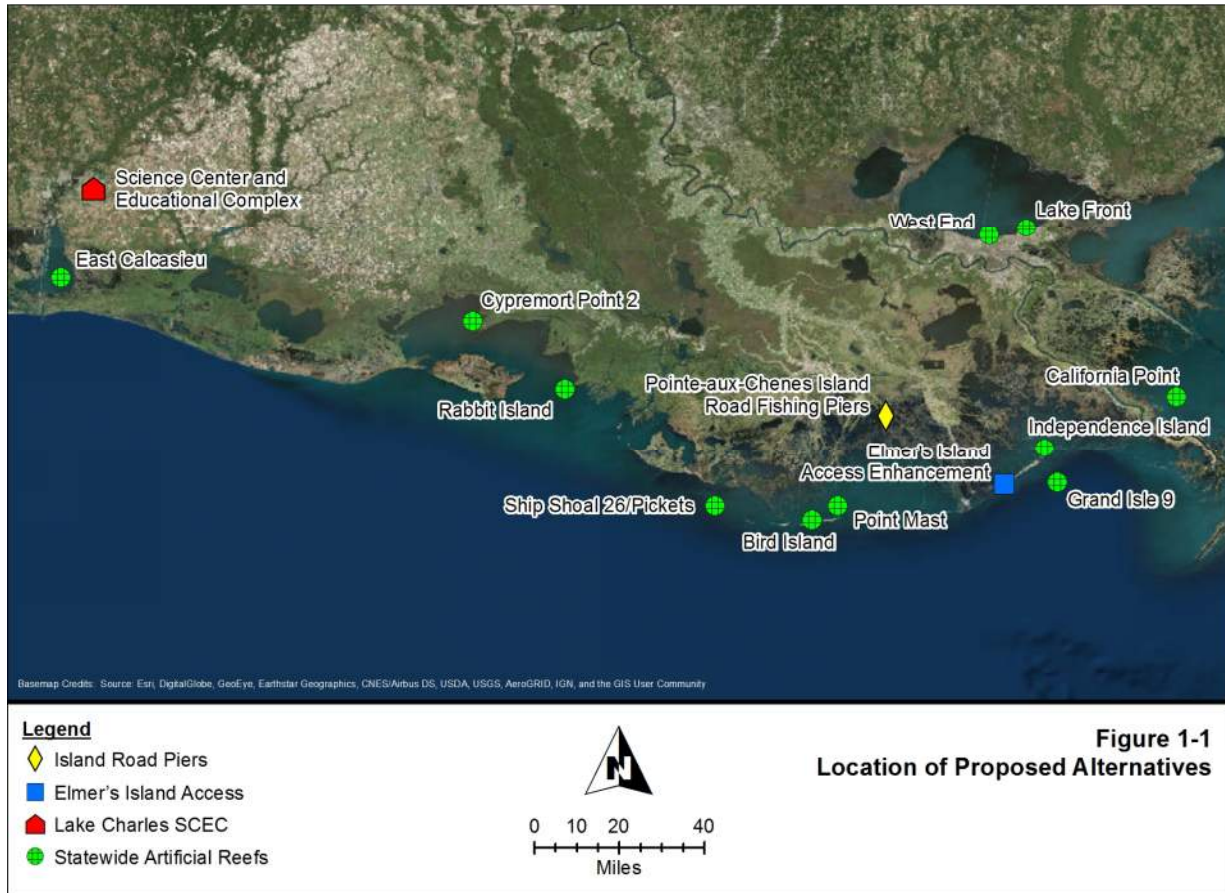 Science Center and
Educational Complex
East Calcasieu
Cypremort Point 2
Rabbit Island
West End
Lake Front
Pointe-aux-Chenes Island
Road Fishing Piers
California Point
Independence Island
Elmer's Island
Access Enhancement
Grand Isle 9
Ship Shoal 26/Pickets
Point Mast
Bird Island
Basemap Credits: Source: Esri, DigitalGlobe, GeoEye, Earthstar Geographics, CNES/Airbus DS, USDA, USGS, AeroGRID, IGN, and the GIS User Community
Legend
Island Road Piers
Elmer's Island Access
Lake Charles SCEC
Statewide Artificial Reefs
N
0 10 20 40
Miles
Figure 1-1
Location of Proposed Alternatives